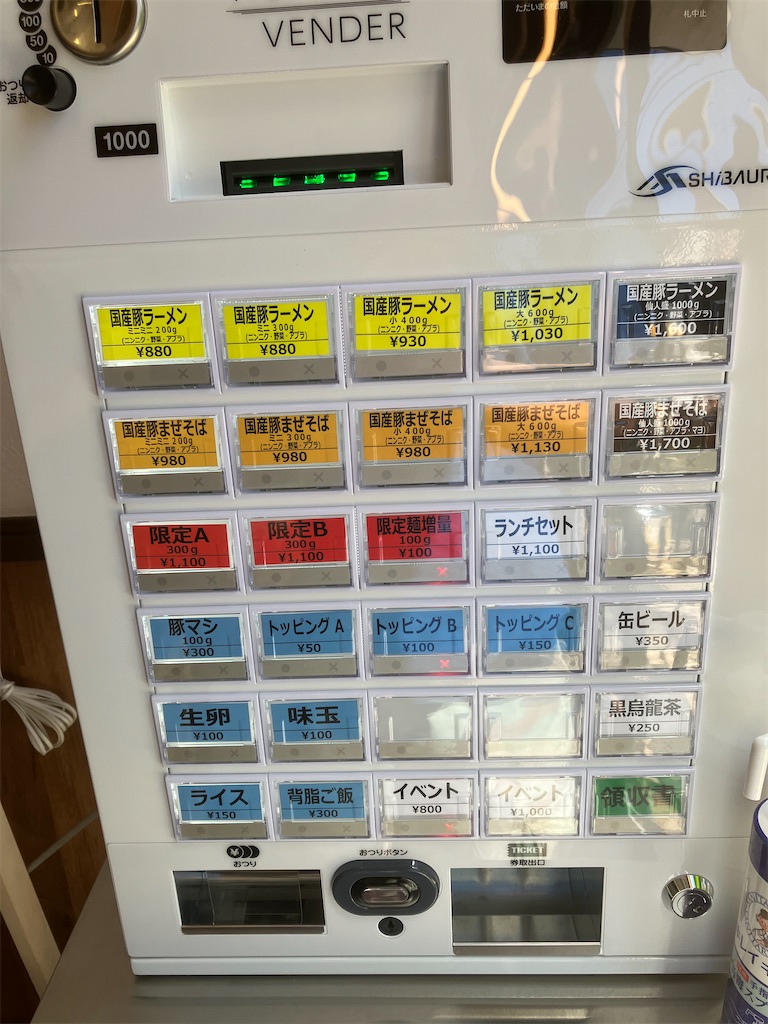 100
50
10
VENDER
札中止
おつり
返却
1000
SHiBAUR
国産豚ラーメン
ミニミニ 200g
(ニンニク・野菜・アブラ)
¥880
国産豚ラーメン
ミニ 300g
(ニンニク・野菜・アブラ)
¥880
国産豚ラーメン
小 400g
(ニンニク・野菜・アブラ)
¥930
国産豚ラーメン
大 600g
(ニンニク・野菜・アブラ)
¥1,030
国産豚ラーメン
仙人盛 1000g
(ニンニク・野菜・アブラ)
¥1,600
国産豚まぜそば
ミニミニ 200g
(ニンニク・野菜・アブラ)
¥980
国産豚まぜそば
ミニ 300g
(ニンニク・野菜・アブラ)
¥980
国産豚まぜそば
小 400g
(ニンニク・野菜・アブラ)
¥980
国産豚まぜそば
大 600g
(ニンニク・野菜・アブラ)
¥1,130
国産豚まぜそば
仙人盛 1000g
(ニンニク・野菜・アブラ・マヨ)
¥1,700
限定A
300g
¥1,100
限定B
300g
¥1,100
限定麺増量
100g
¥100
ランチセット
¥1,100
豚マシ
100g
¥300
トッピング A
¥50
トッピング B
¥100
トッピング C
¥150
缶ビール
¥350
生卵
¥100
味玉
¥100
黒烏龍茶
¥250
ライス
¥150
背脂ご飯
¥300
イベント
¥800
イベント
¥1,000
領収書
おつり
おつりボタン
TICKET
券取出口